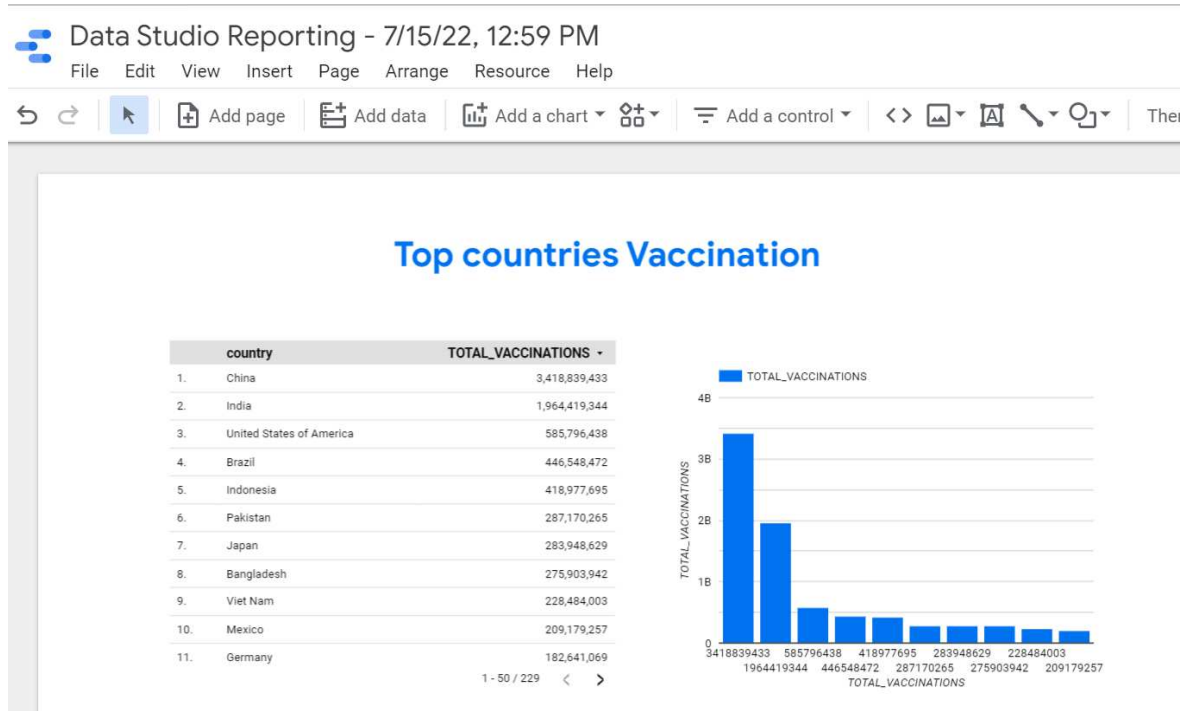 Data Studio Reporting - 7/15/22, 12:59 PM
File Edit View Insert Page Arrange Resource Help
Add page Add data Add a chart Add a control
Top countries Vaccination
country TOTAL_VACCINATIONS
1. China 3,418,839,433
2. India 1,964,419,344
3. United States of America 585,796,438
4. Brazil 446,548,472
5. Indonesia 418,977,695
6. Pakistan 287,170,265
7. Japan 283,948,629
8. Bangladesh 275,903,942
9. Viet Nam 228,484,003
10. Mexico 209,179,257
11. Germany 182,641,069
1 - 50 / 229
TOTAL_VACCINATIONS
4B
3B
2B
1B
0
TOTAL_VACCINATIONS
3418839433 585796438 418977695 283948629 228484003
1964419344 446548472 287170265 275903942 209179257
TOTAL_VACCINATIONS